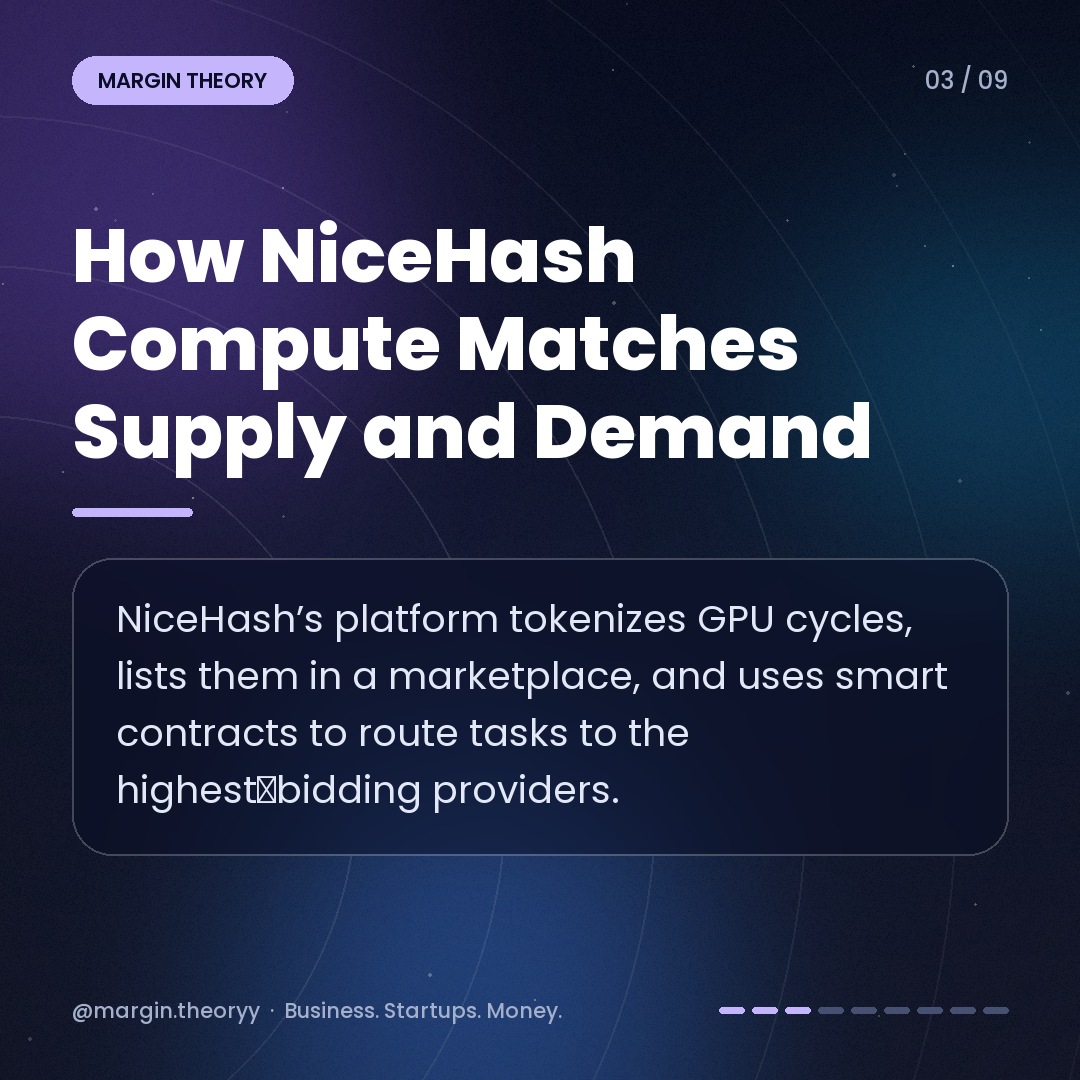 MARGIN THEORY
03 / 09
How NiceHash
Compute Matches
Supply and Demand
NiceHash’s platform tokenizes GPU cycles,
lists them in a marketplace, and uses smart
contracts to route tasks to the
highest☒bidding providers.
@margin.theoryy · Business. Startups. Money.